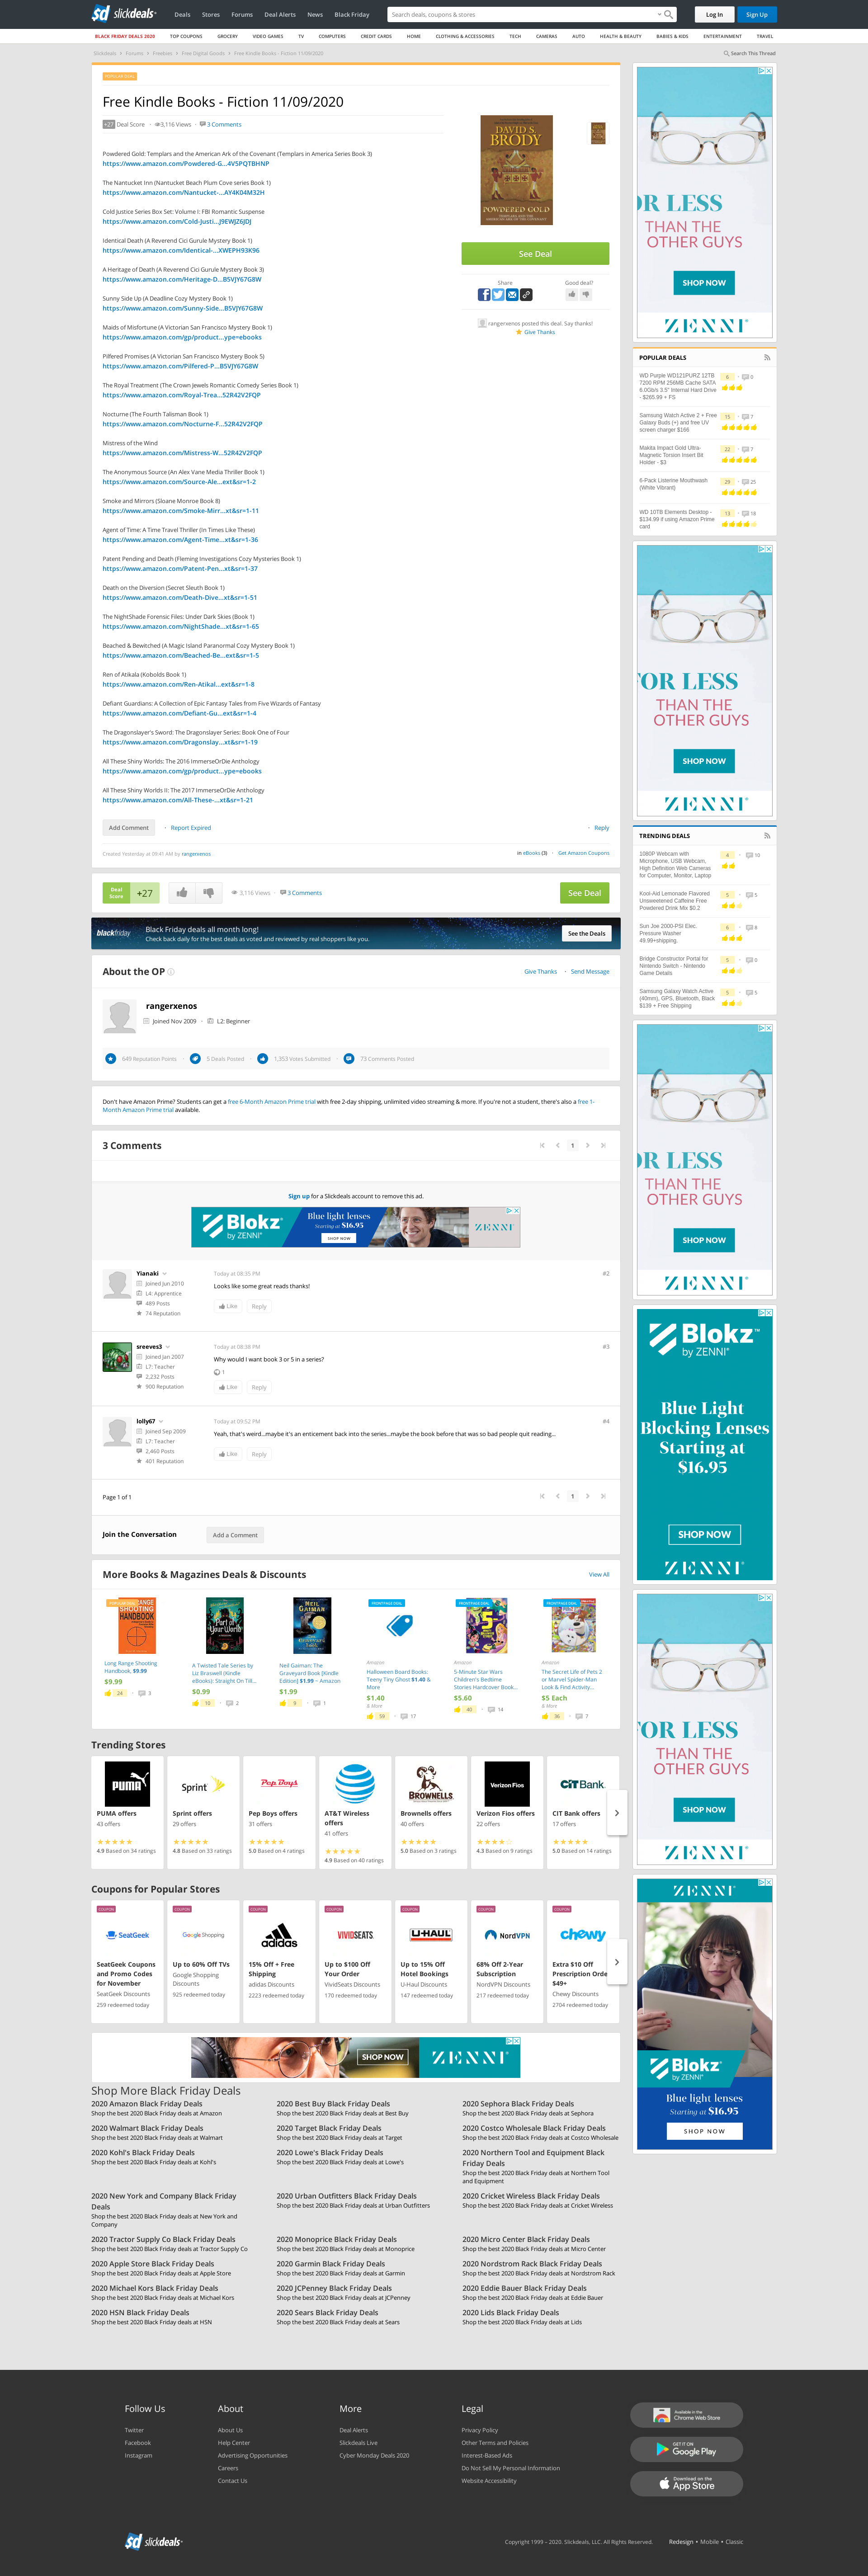 slickdeals
Deals Stores Forums Deal Alerts News Black Friday
Search deals, coupons & stores
Log In Sign Up
BLACK FRIDAY DEALS 2020 TOP COUPONS GROCERY VIDEO GAMES TV COMPUTERS CREDIT CARDS HOME CLOTHING & ACCESSORIES TECH CAMERAS AUTO HEALTH & BEAUTY BABIES & KIDS ENTERTAINMENT TRAVEL
Slickdeals Forums Freebies Free Digital Goods Free Kindle Books - Fiction 11/09/2020
Search This Thread
POPULAR DEAL
Free Kindle Books - Fiction 11/09/2020
+27 Deal Score 3,116 Views 3 Comments
Powdered Gold: Templars and the American Ark of the Covenant (Templars in America Series Book 3)
https://www.amazon.com/Powdered-G...4V5PQTBHNP
The Nantucket Inn (Nantucket Beach Plum Cove series Book 1)
https://www.amazon.com/Nantucket-...AY4K04M32H
Cold Justice Series Box Set: Volume I: FBI Romantic Suspense
https://www.amazon.com/Cold-Justi...J9EWJZ6JDJ
Identical Death (A Reverend Cici Gurule Mystery Book 1)
https://www.amazon.com/Identical-...XWEPH93K96
A Heritage of Death (A Reverend Cici Gurule Mystery Book 3)
https://www.amazon.com/Heritage-D...B5VJY67G8W
Sunny Side Up (A Deadline Cozy Mystery Book 1)
https://www.amazon.com/Sunny-Side...B5VJY67G8W
Maids of Misfortune (A Victorian San Francisco Mystery Book 1)
https://www.amazon.com/gp/product...ype=ebooks
Pilfered Promises (A Victorian San Francisco Mystery Book 5)
https://www.amazon.com/Pilfered-P...B5VJY67G8W
The Royal Treatment (The Crown Jewels Romantic Comedy Series Book 1)
https://www.amazon.com/Royal-Trea...52R42V2FQP
Nocturne (The Fourth Talisman Book 1)
https://www.amazon.com/Nocturne-F...52R42V2FQP
Mistress of the Wind
https://www.amazon.com/Mistress-W...52R42V2FQP
The Anonymous Source (An Alex Vane Media Thriller Book 1)
https://www.amazon.com/Source-Ale...ext&sr=1-2
Smoke and Mirrors (Sloane Monroe Book 8)
https://www.amazon.com/Smoke-Mirr...xt&sr=1-11
Agent of Time: A Time Travel Thriller (In Times Like These)
https://www.amazon.com/Agent-Time...xt&sr=1-36
Patent Pending and Death (Fleming Investigations Cozy Mysteries Book 1)
https://www.amazon.com/Patent-Pen...xt&sr=1-37
Death on the Diversion (Secret Sleuth Book 1)
https://www.amazon.com/Death-Dive...xt&sr=1-51
The NightShade Forensic Files: Under Dark Skies (Book 1)
https://www.amazon.com/NightShade...xt&sr=1-65
Beached & Bewitched (A Magic Island Paranormal Cozy Mystery Book 1)
https://www.amazon.com/Beached-Be...ext&sr=1-5
Ren of Atikala (Kobolds Book 1)
https://www.amazon.com/Ren-Atikal...ext&sr=1-8
Defiant Guardians: A Collection of Epic Fantasy Tales from Five Wizards of Fantasy
https://www.amazon.com/Defiant-Gu...ext&sr=1-4
The Dragonslayer's Sword: The Dragonslayer Series: Book One of Four
https://www.amazon.com/Dragonslay...xt&sr=1-19
All These Shiny Worlds: The 2016 ImmerseOrDie Anthology
https://www.amazon.com/gp/product...ype=ebooks
All These Shiny Worlds II: The 2017 ImmerseOrDie Anthology
https://www.amazon.com/All-These-...xt&sr=1-21
DAVID S. BRODY
POWDERED GOLD
See Deal
Share Good deal?
rangerxenos posted this deal. Say thanks!
Give Thanks
Add Comment Report Expired Reply
Created Yesterday at 09:41 AM by rangerxenos
in eBooks (3) Get Amazon Coupons
Deal Score +27 3,116 Views 3 Comments See Deal
blackfriday
Black Friday deals all month long!
Check back daily for the best deals as voted and reviewed by real shoppers like you.
See the Deals
About the OP
Give Thanks Send Message
rangerxenos
Joined Nov 2009 L2: Beginner
649 Reputation Points 5 Deals Posted 1,353 Votes Submitted 73 Comments Posted
Don't have Amazon Prime? Students can get a free 6-Month Amazon Prime trial with free 2-day shipping, unlimited video streaming & more. If you're not a student, there's also a free 1-
Month Amazon Prime trial available.
3 Comments
1
Sign up for a Slickdeals account to remove this ad.
Blokz by ZENNI Blue light lenses Starting at $16.95 SHOP NOW ZENNI
Yianaki
Joined Jun 2010
L4: Apprentice
489 Posts
74 Reputation
Today at 08:35 PM #2
Looks like some great reads thanks!
Like Reply
sreeves3
Joined Jan 2007
L7: Teacher
2,232 Posts
900 Reputation
Today at 08:38 PM #3
Why would I want book 3 or 5 in a series?
1
Like Reply
lolly67
Joined Sep 2009
L7: Teacher
2,460 Posts
401 Reputation
Today at 09:52 PM #4
Yeah, that's weird...maybe it's an enticement back into the series...maybe the book before that was so bad people quit reading...
Like Reply
Page 1 of 1
1
Join the Conversation Add a Comment
More Books & Magazines Deals & Discounts View All
Long Range Shooting Handbook. $9.99
$9.99
24 3
A Twisted Tale Series by Liz Braswell (Kindle eBooks): Straight On Till...
$0.99
10 2
Neil Gaiman: The Graveyard Book [Kindle Edition] $1.99 ~ Amazon
$1.99
9 1
FRONTPAGE DEAL
Amazon
Halloween Board Books: Teeny Tiny Ghost $1.40 & More
$1.40
& More
59 17
FRONTPAGE DEAL
Amazon
5-Minute Star Wars Children's Bedtime Stories Hardcover Book...
$5.60
40 14
FRONTPAGE DEAL
Amazon
The Secret Life of Pets 2 or Marvel Spider-Man Look & Find Activity...
$5 Each
& More
36 7
Trending Stores
PUMA offers
43 offers
4.9 Based on 34 ratings
Sprint offers
29 offers
4.8 Based on 33 ratings
Pep Boys offers
31 offers
5.0 Based on 4 ratings
AT&T Wireless offers
41 offers
4.9 Based on 40 ratings
Brownells offers
40 offers
5.0 Based on 3 ratings
Verizon Fios offers
22 offers
4.3 Based on 9 ratings
CIT Bank offers
17 offers
5.0 Based on 14 ratings
Coupons for Popular Stores
COUPON
SeatGeek Coupons and Promo Codes for November
SeatGeek Discounts
259 redeemed today
COUPON
Up to 60% Off TVs
Google Shopping Discounts
925 redeemed today
COUPON
15% Off + Free Shipping
adidas Discounts
2223 redeemed today
COUPON
Up to $100 Off Your Order
VividSeats Discounts
170 redeemed today
COUPON
Up to 15% Off Hotel Bookings
U-Haul Discounts
147 redeemed today
COUPON
68% Off 2-Year Subscription
NordVPN Discounts
217 redeemed today
COUPON
Extra $10 Off Prescription Orde $49+
Chewy Discounts
2704 redeemed today
SHOP NOW ZENNI
Shop More Black Friday Deals
2020 Amazon Black Friday Deals
Shop the best 2020 Black Friday deals at Amazon
2020 Best Buy Black Friday Deals
Shop the best 2020 Black Friday deals at Best Buy
2020 Sephora Black Friday Deals
Shop the best 2020 Black Friday deals at Sephora
2020 Walmart Black Friday Deals
Shop the best 2020 Black Friday deals at Walmart
2020 Target Black Friday Deals
Shop the best 2020 Black Friday deals at Target
2020 Costco Wholesale Black Friday Deals
Shop the best 2020 Black Friday deals at Costco Wholesale
2020 Kohl's Black Friday Deals
Shop the best 2020 Black Friday deals at Kohl's
2020 Lowe's Black Friday Deals
Shop the best 2020 Black Friday deals at Lowe's
2020 Northern Tool and Equipment Black Friday Deals
Shop the best 2020 Black Friday deals at Northern Tool and Equipment
2020 New York and Company Black Friday Deals
Shop the best 2020 Black Friday deals at New York and Company
2020 Urban Outfitters Black Friday Deals
Shop the best 2020 Black Friday deals at Urban Outfitters
2020 Cricket Wireless Black Friday Deals
Shop the best 2020 Black Friday deals at Cricket Wireless
2020 Tractor Supply Co Black Friday Deals
Shop the best 2020 Black Friday deals at Tractor Supply Co
2020 Monoprice Black Friday Deals
Shop the best 2020 Black Friday deals at Monoprice
2020 Micro Center Black Friday Deals
Shop the best 2020 Black Friday deals at Micro Center
2020 Apple Store Black Friday Deals
Shop the best 2020 Black Friday deals at Apple Store
2020 Garmin Black Friday Deals
Shop the best 2020 Black Friday deals at Garmin
2020 Nordstrom Rack Black Friday Deals
Shop the best 2020 Black Friday deals at Nordstrom Rack
2020 Michael Kors Black Friday Deals
Shop the best 2020 Black Friday deals at Michael Kors
2020 JCPenney Black Friday Deals
Shop the best 2020 Black Friday deals at JCPenney
2020 Eddie Bauer Black Friday Deals
Shop the best 2020 Black Friday deals at Eddie Bauer
2020 HSN Black Friday Deals
Shop the best 2020 Black Friday deals at HSN
2020 Sears Black Friday Deals
Shop the best 2020 Black Friday deals at Sears
2020 Lids Black Friday Deals
Shop the best 2020 Black Friday deals at Lids
OR LESS
THAN THE
OTHER GUYS
SHOP NOW
ZENNI
POPULAR DEALS
WD Purple WD121PURZ 12TB 7200 RPM 256MB Cache SATA 6.0Gb/s 3.5" Internal Hard Drive - $265.99 + FS
6 0
Samsung Watch Active 2 + Free Galaxy Buds (+) and free UV screen charger $166
15 7
Makita Impact Gold Ultra-Magnetic Torsion Insert Bit Holder - $3
22 7
6-Pack Listerine Mouthwash (White Vibrant)
29 25
WD 10TB Elements Desktop - $134.99 if using Amazon Prime card
13 18
FOR LESS
THAN THE
OTHER GUYS
SHOP NOW
ZENNI
TRENDING DEALS
1080P Webcam with Microphone, USB Webcam, High Definition Web Cameras for Computer, Monitor, Laptop
4 10
Kool-Aid Lemonade Flavored Unsweetened Caffeine Free Powdered Drink Mix $0.2
5 5
Sun Joe 2000-PSI Elec. Pressure Washer 49.99+shipping.
6 8
Bridge Constructor Portal for Nintendo Switch - Nintendo Game Details
5 0
Samsung Galaxy Watch Active (40mm), GPS, Bluetooth, Black $139 + Free Shipping
5 5
OR LESS
THAN THE
OTHER GUYS
SHOP NOW
ZENNI
Blokz
by ZENNI
Blue Light
Blocking Lenses
Starting at
$16.95
SHOP NOW
ZENNI
FOR LESS
THAN THE
OTHER GUYS
SHOP NOW
ZENNI
ZENNI
Blokz
by ZENNI
Blue light lenses
Starting at $16.95
SHOP NOW
Follow Us
Twitter
Facebook
Instagram
About
About Us
Help Center
Advertising Opportunities
Careers
Contact Us
More
Deal Alerts
Slickdeals Live
Cyber Monday Deals 2020
Legal
Privacy Policy
Other Terms and Policies
Interest-Based Ads
Do Not Sell My Personal Information
Website Accessibility
Available in the Chrome Web Store
GET IT ON Google Play
Download on the App Store
slickdeals
Copyright 1999 - 2020. Slickdeals, LLC. All Rights Reserved. Redesign • Mobile • Classic